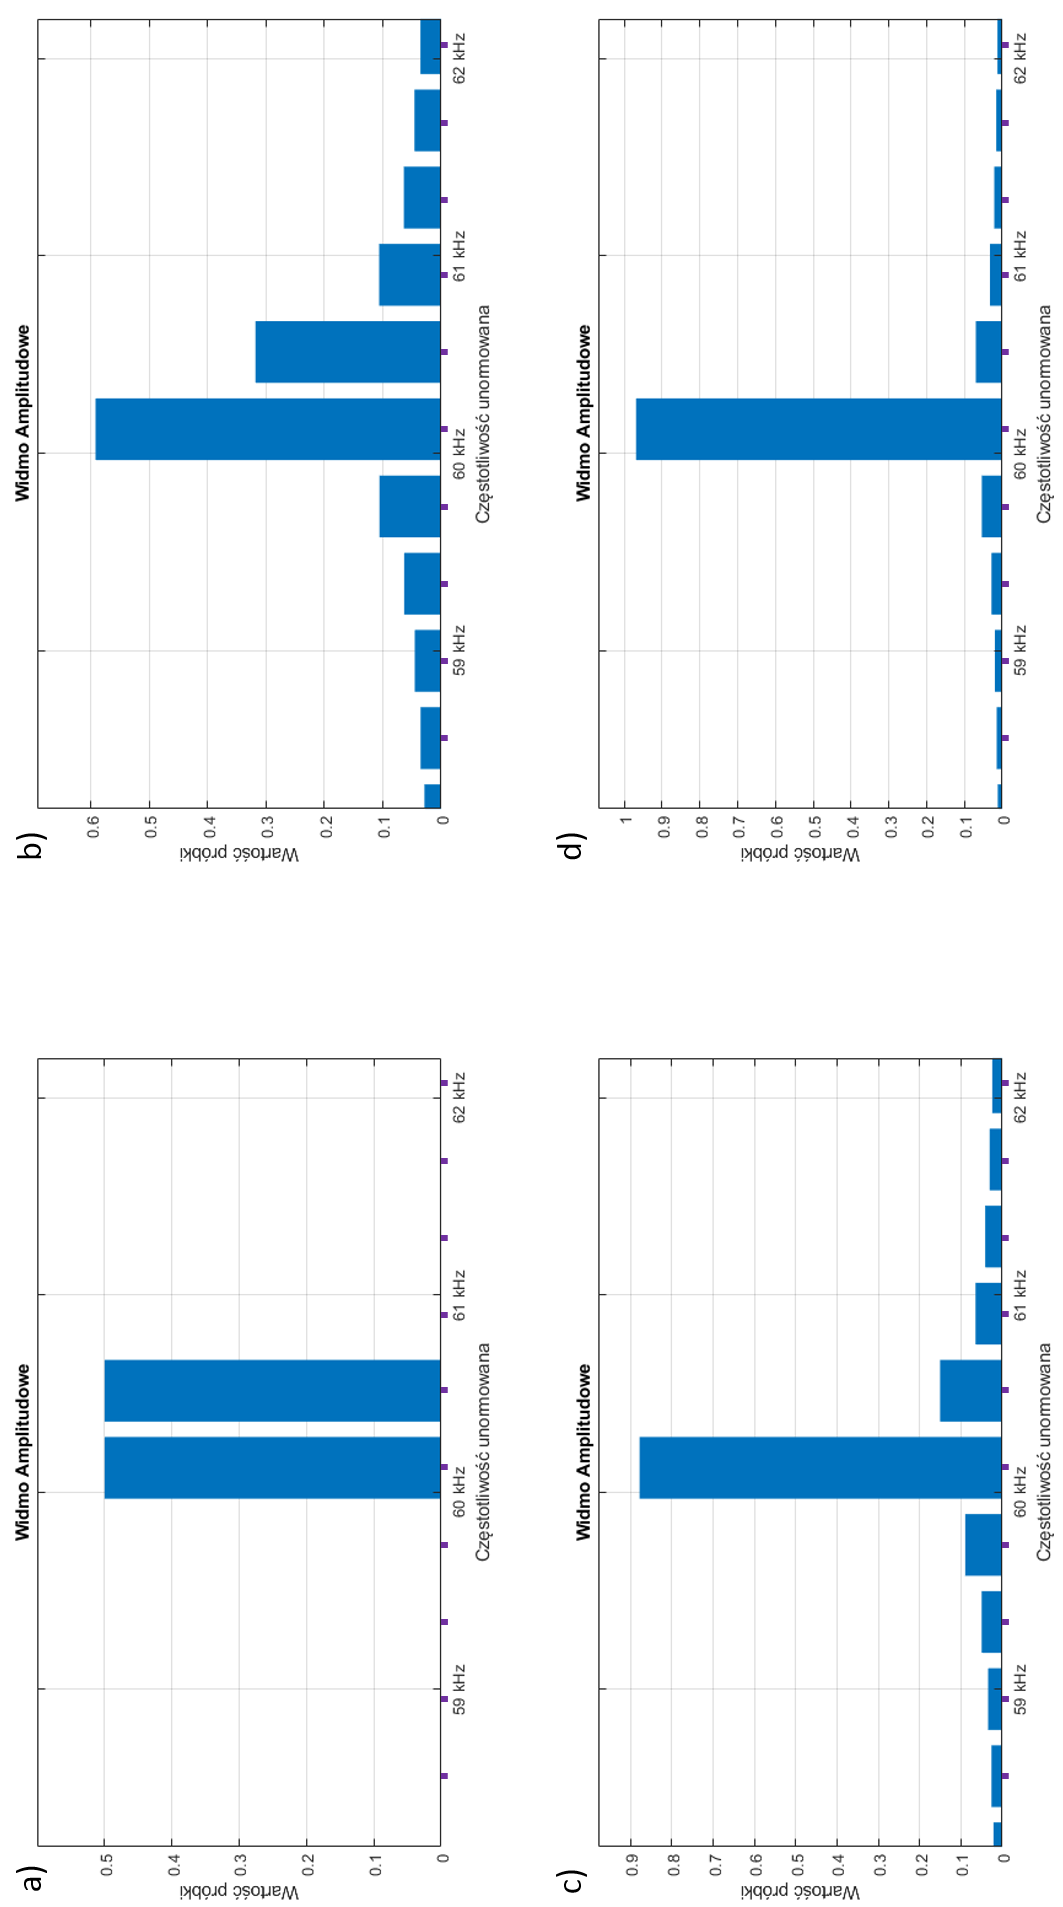 a)
Widmo Amplitudowe
Wartość próbki
0.5
0.4
0.3
0.2
0.1
0
59 kHz
60 kHz
61 kHz
62 kHz
Częstotliwość unormowana
b)
Widmo Amplitudowe
Wartość próbki
0.6
0.5
0.4
0.3
0.2
0.1
0
59 kHz
60 kHz
61 kHz
62 kHz
Częstotliwość unormowana
c)
Widmo Amplitudowe
Wartość próbki
0.9
0.8
0.7
0.6
0.5
0.4
0.3
0.2
0.1
0
59 kHz
60 kHz
61 kHz
62 kHz
Częstotliwość unormowana
d)
Widmo Amplitudowe
Wartość próbki
1
0.9
0.8
0.7
0.6
0.5
0.4
0.3
0.2
0.1
0
59 kHz
60 kHz
61 kHz
62 kHz
Częstotliwość unormowana